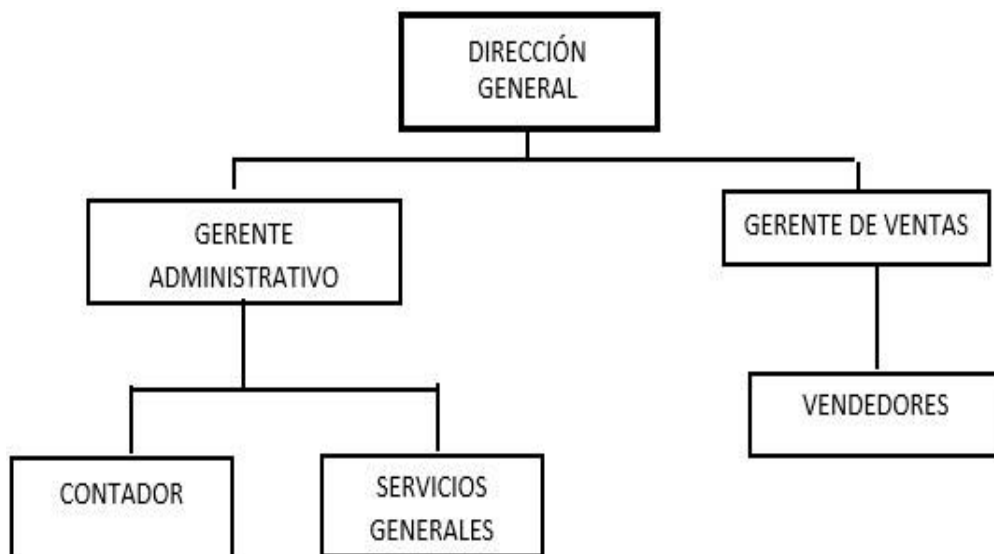 DIRECCIÓN
GENERAL
GERENTE
ADMINISTRATIVO
GERENTE DE VENTAS
CONTADOR
SERVICIOS
GENERALES
VENDEDORES